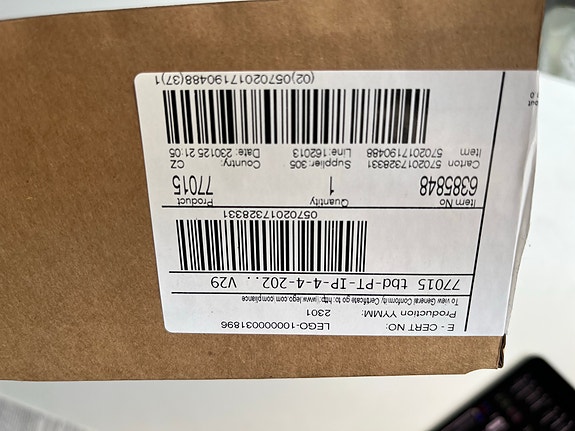 E - CERT NO: LEGO-100000031896
Production YYMM: 2301
To view General Conformity Certificate go to: http://www.lego.com/compliance
77015 tbd-PT-IP-4-4-202.. V29
05702017328331
Item No Quantity Product
6385848 1 77015
Carton 5702017328331 Supplier:305 Country: CZ
Item 5702017190488 Line:162013 Date: 230125 21:05
(02)05702017190488(37)1